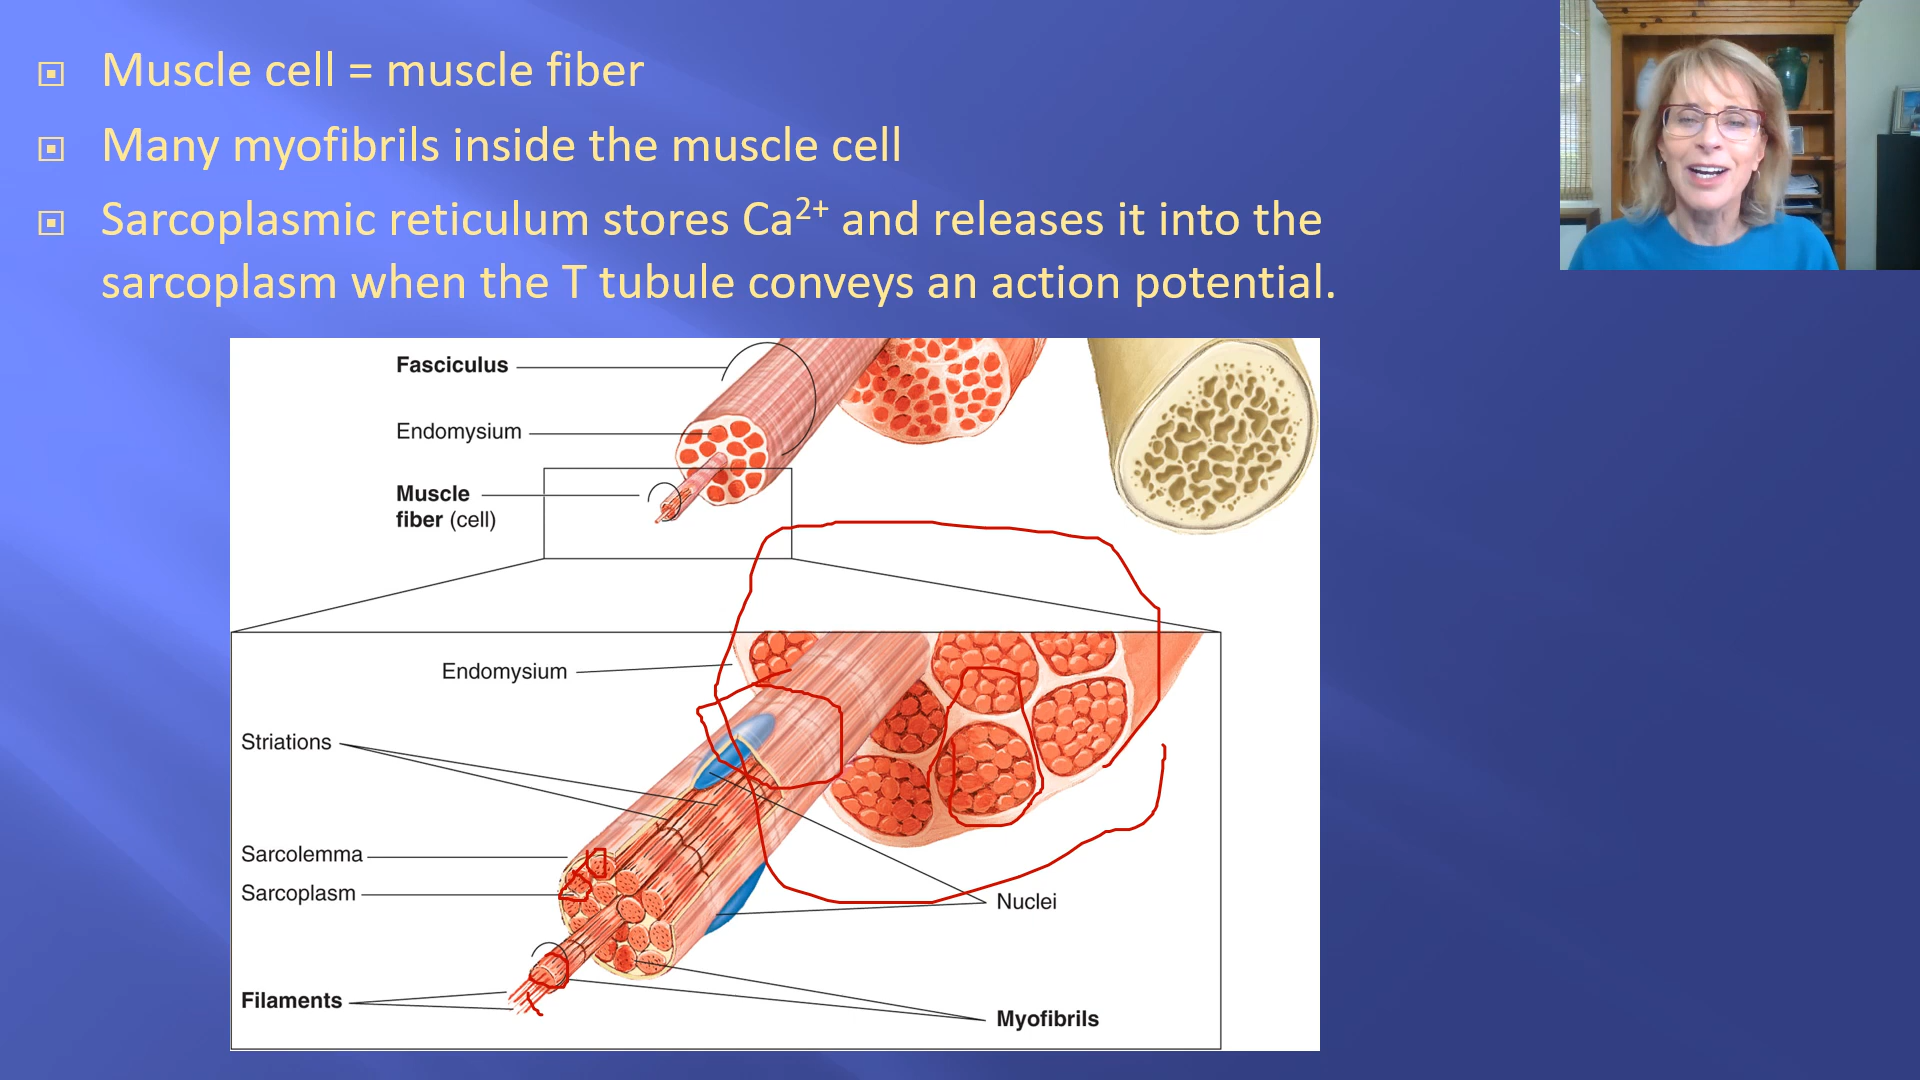 Muscle cell = muscle fiber
Many myofibrils inside the muscle cell
Sarcoplasmic reticulum stores Ca²⁺ and releases it into the
sarcoplasm when the T tubule conveys an action potential.
Fasciculus
Endomysium
Muscle
fiber (cell)
Endomysium
Striations
Sarcolemma
Sarcoplasm
Nuclei
Filaments
Myofibrils